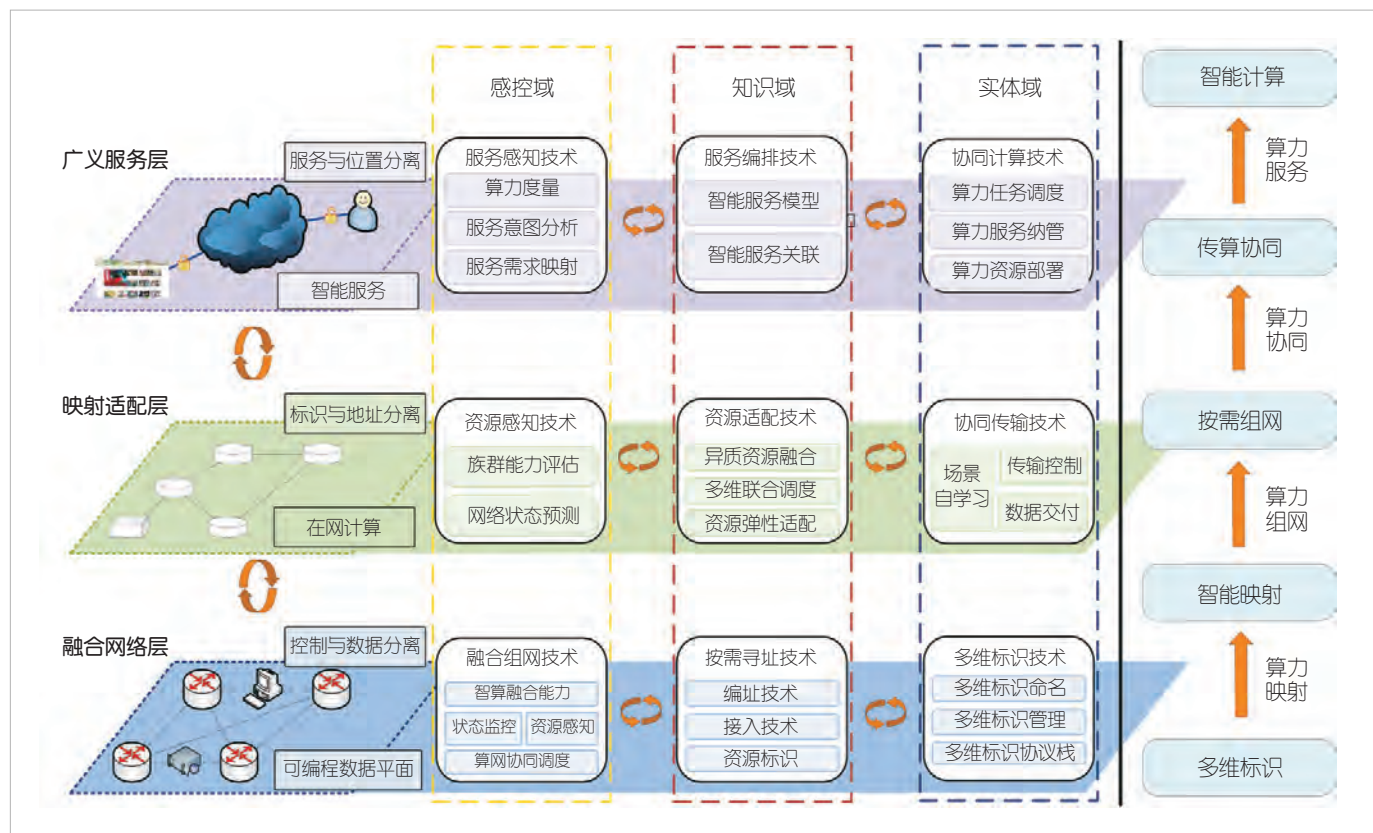 感控域
知识域
实体域
广义服务层
服务与位置分离
智能服务
服务感知技术
算力度量
服务意图分析
服务需求映射
服务编排技术
智能服务模型
智能服务关联
协同计算技术
算力任务调度
算力服务纳管
算力资源部署
映射适配层
标识与地址分离
在网计算
资源感知技术
族群能力评估
网络状态预测
资源适配技术
异质资源融合
多维联合调度
资源弹性适配
协同传输技术
场景
自学习
传输控制
数据交付
融合网络层
控制与数据分离
可编程数据平面
融合组网技术
智算融合能力
状态监控
资源感知
算网协同调度
按需寻址技术
编址技术
接入技术
资源标识
多维标识技术
多维标识命名
多维标识管理
多维标识协议栈
智能计算
算力
服务
传算协同
算力
协同
按需组网
算力
组网
智能映射
算力
映射
多维标识